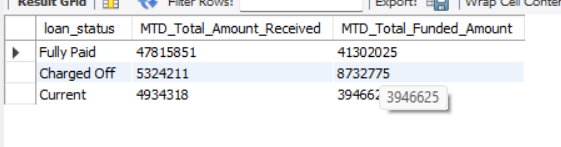 Result Grid Filter Rows: Export: Wrap Cell Conten
loan_status MTD_Total_Amount_Received MTD_Total_Funded_Amount
Fully Paid 47815851 41302025
Charged Off 5324211 8732775
Current 4934318 394662
3946625